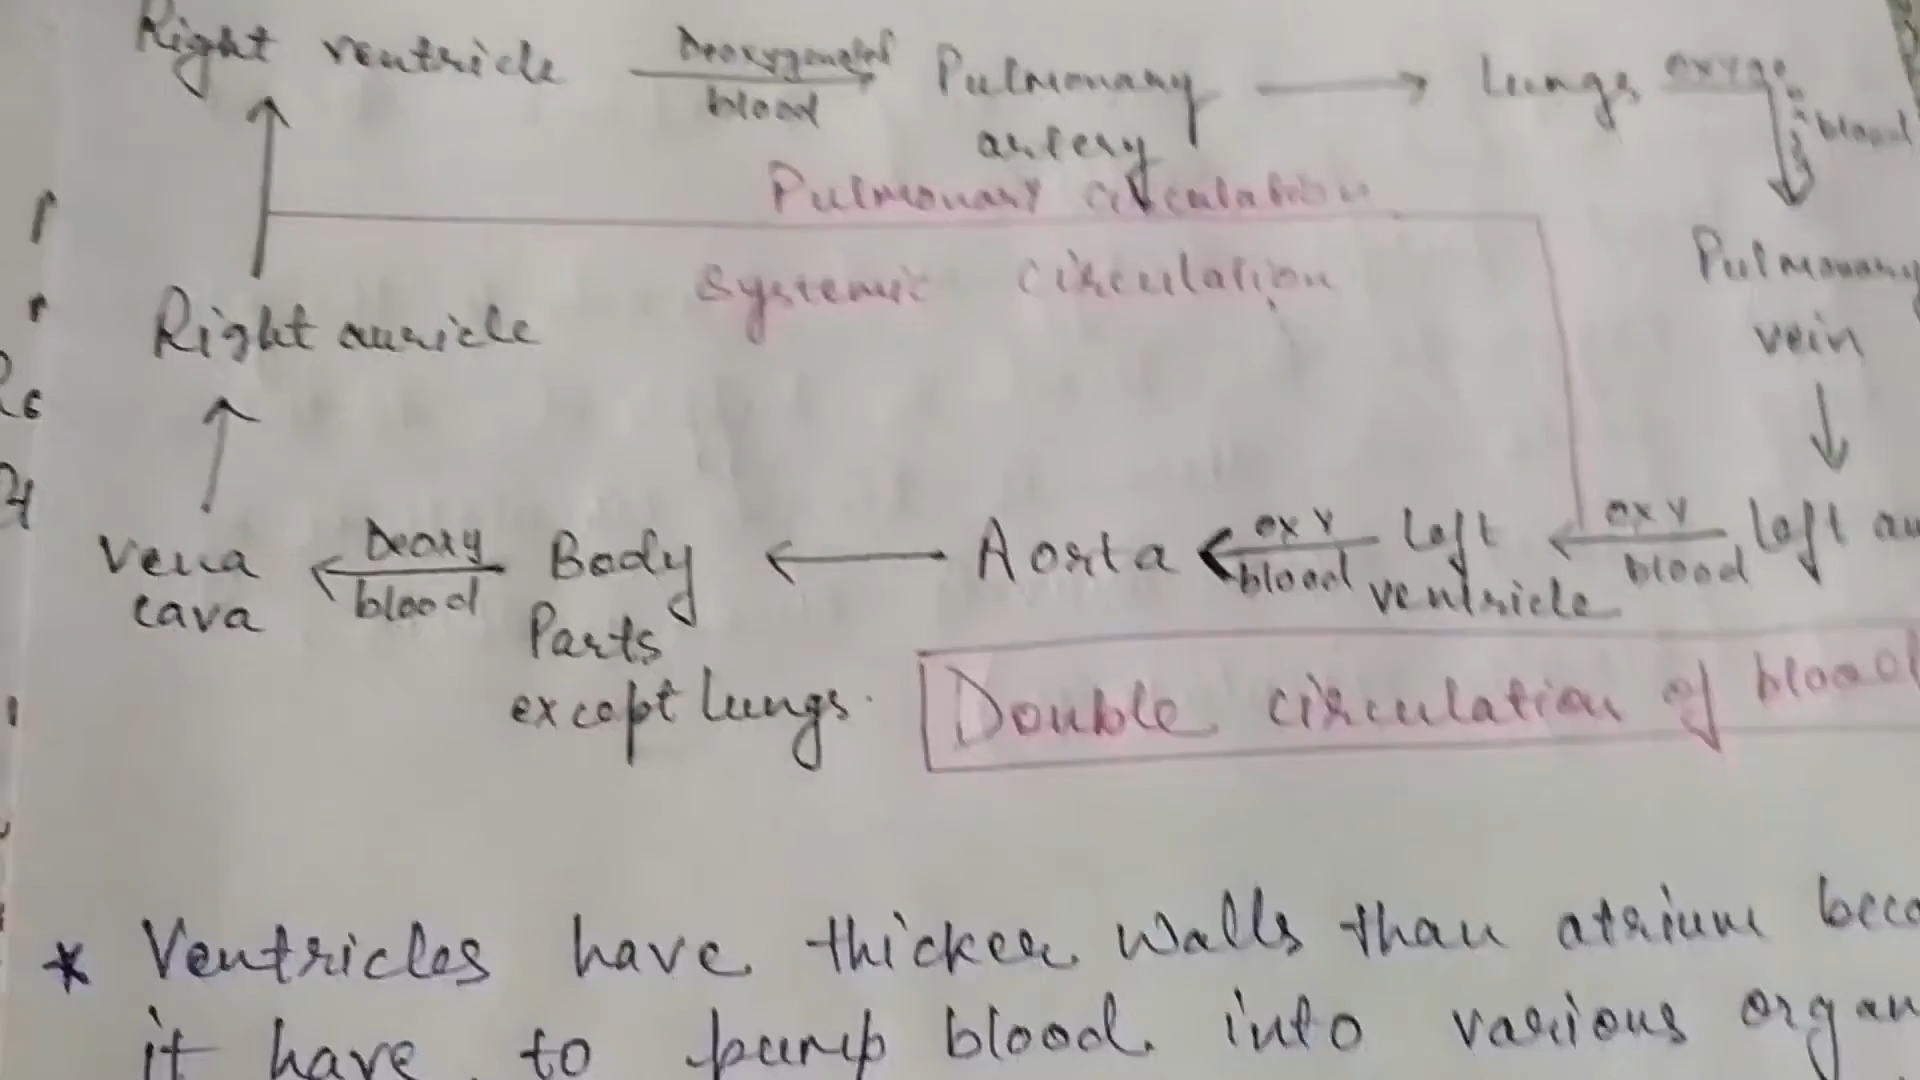 Right ventricle Deoxygenated blood Pulmonary artery Lungs
blood
Pulmonary circulation
Systemic circulation
Pulmonary vein
Right auricle
Vena cava Deoxy blood Body Parts except lungs. Aorta oxy blood Left ventricle oxy blood Left
Double circulation of blood
* Ventricles have thicker walls than atrium
it have to pump blood into various